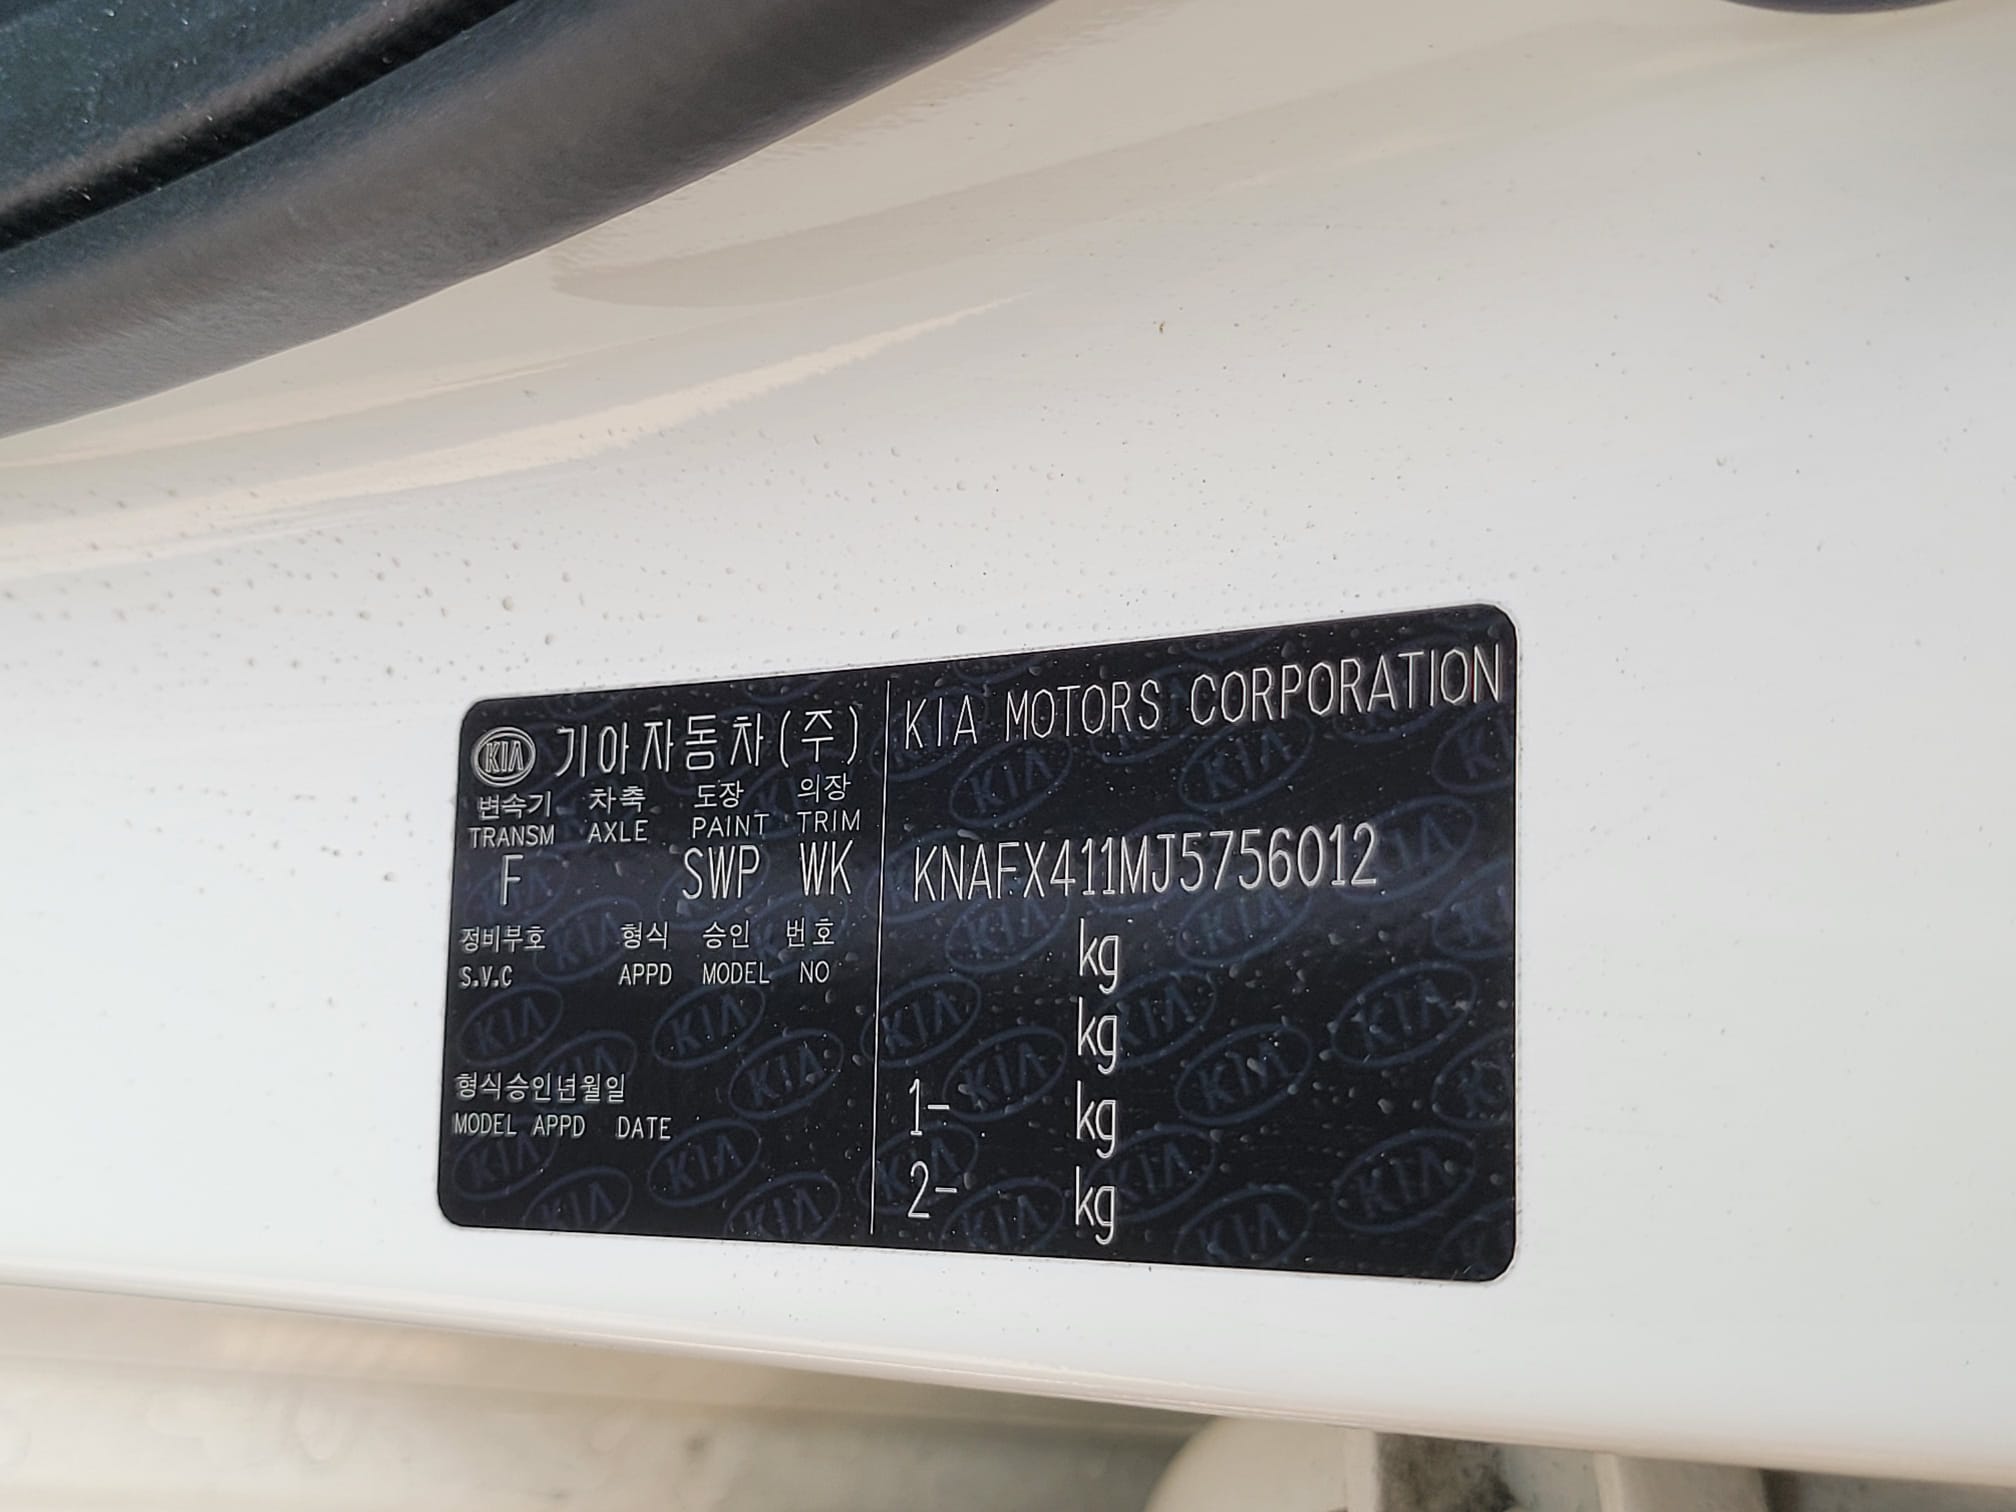 KIA 기아자동차(주)
변속기 차축 도장 의장
TRANSM AXLE PAINT TRIM
F SWP WK
정비부호 형식 승인 번호
S.V.C APPD MODEL NO
형식승인년월일
MODEL APPD DATE
KIA MOTORS CORPORATION
KNAFX411MJ5756012
kg
kg
1- kg
2- kg